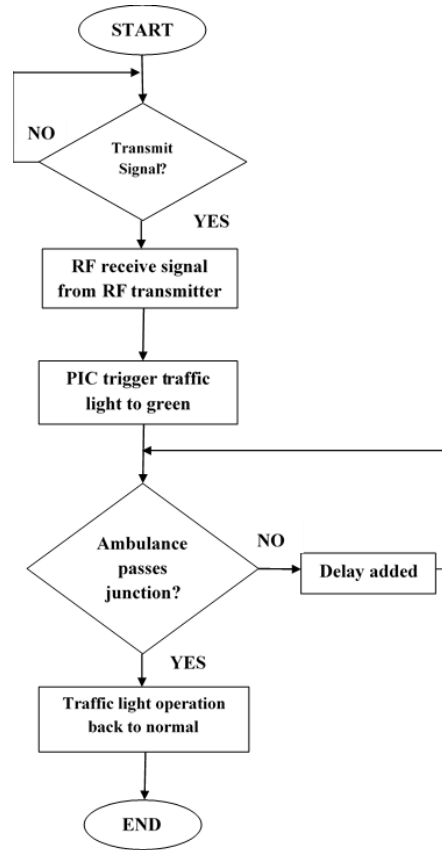 START
NO
Transmit
Signal?
YES
RF receive signal
from RF transmitter
PIC trigger traffic
light to green
Ambulance
passes
junction?
NO
Delay added
YES
Traffic light operation
back to normal
END